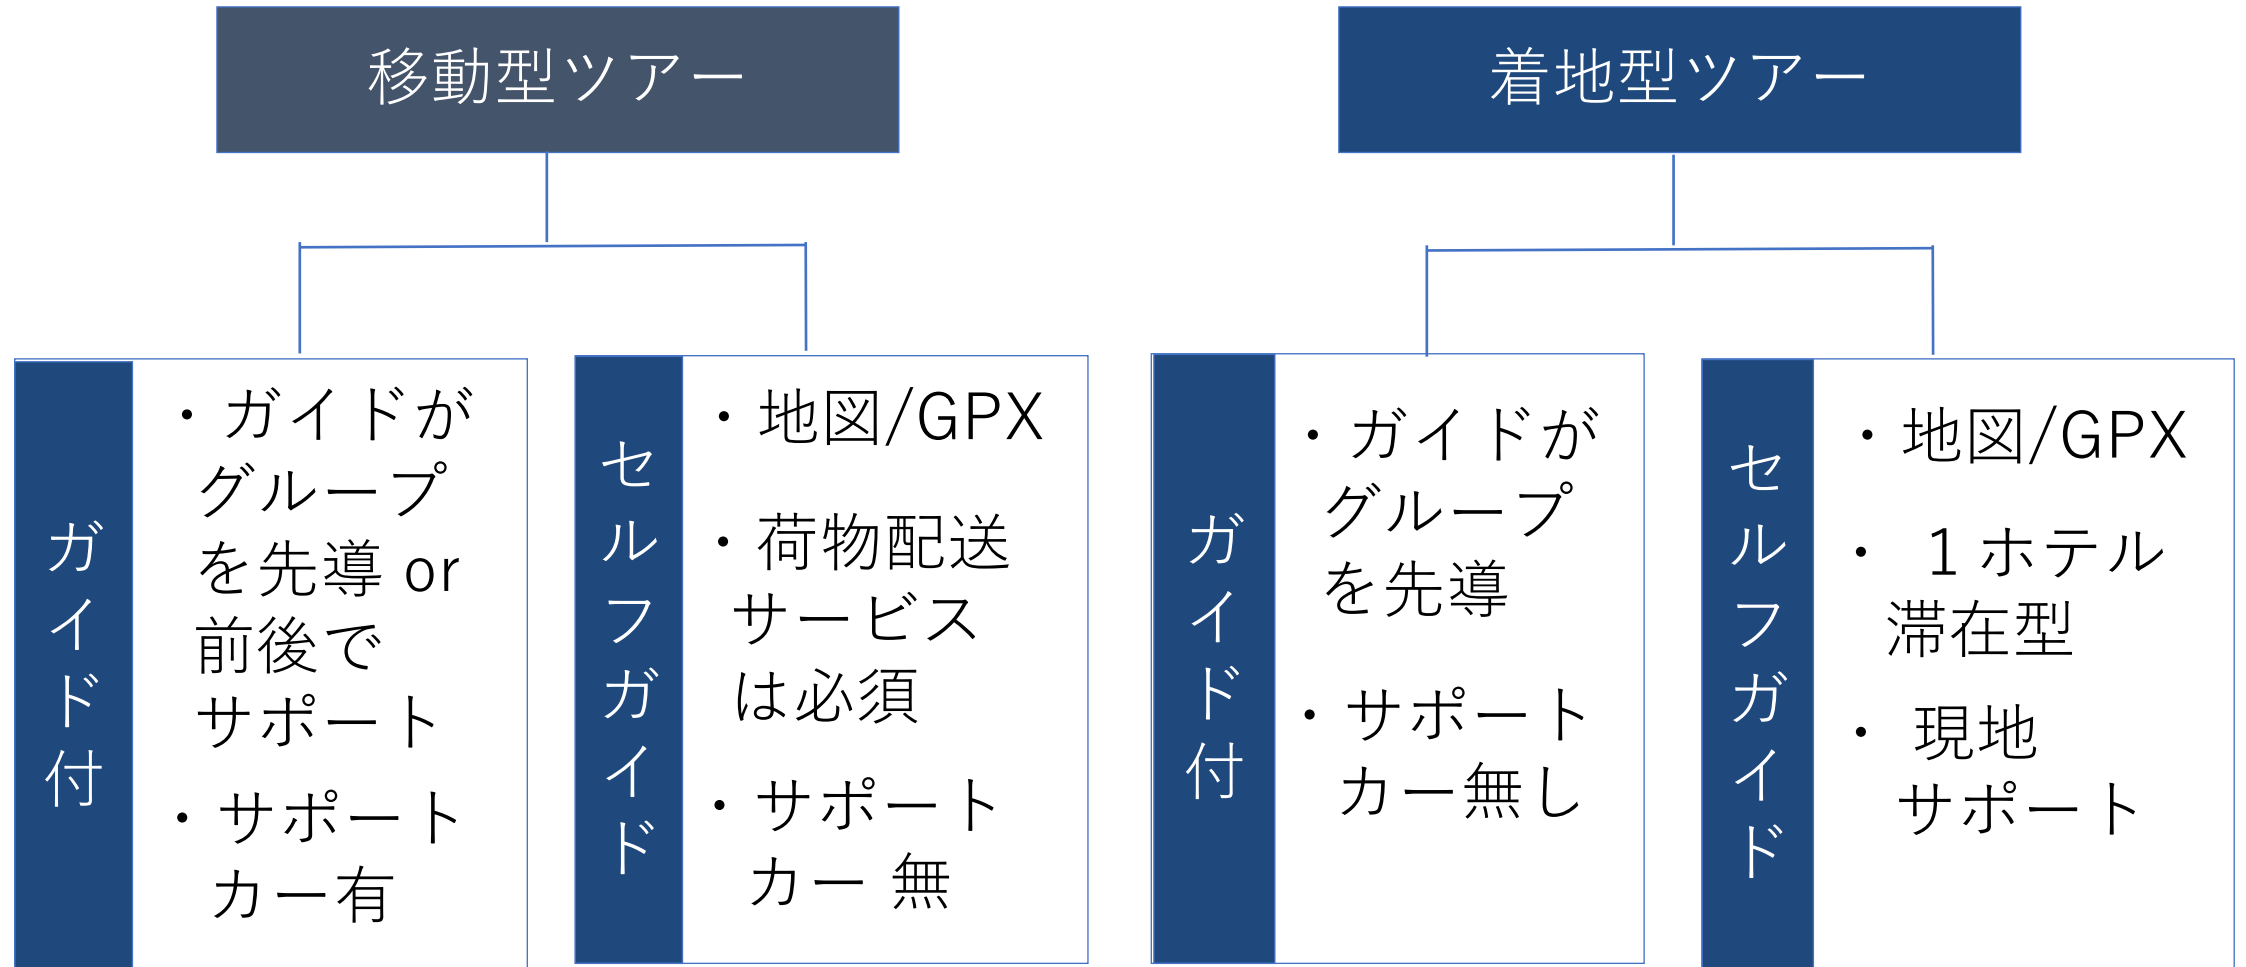 移動型ツアー
着地型ツアー
ガイド付
・ガイドが
グループ
を先導 or
前後で
サポート
・サポート
カー有
セルフガイド
・地図/GPX
・荷物配送
サービス
は必須
・サポート
カー 無
ガイド付
・ガイドが
グループ
を先導
・サポート
カー無し
セルフガイド
・地図/GPX
・ 1 ホテル
滞在型
・ 現地
サポート